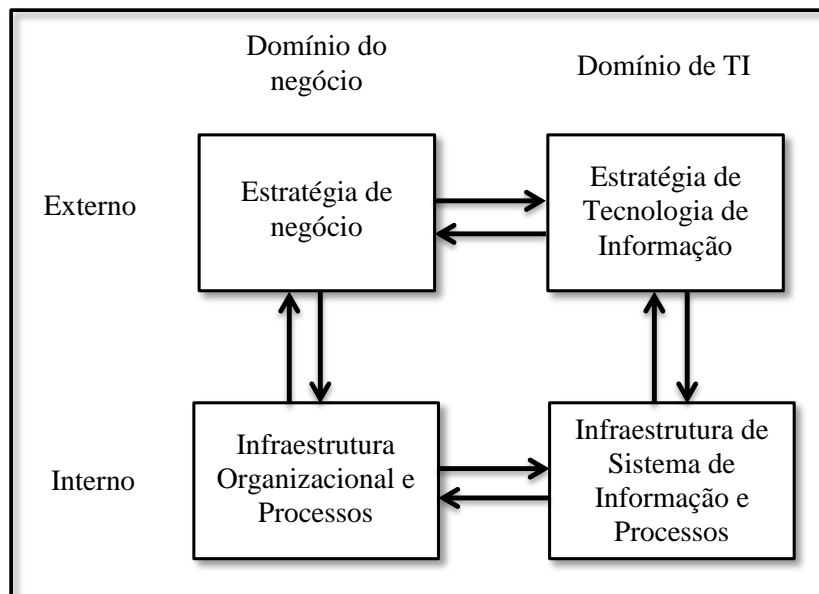 Domínio do
negócio
Domínio de TI
Externo
Estratégia de
negócio
Estratégia de
Tecnologia de
Informação
Interno
Infraestrutura
Organizacional e
Processos
Infraestrutura de
Sistema de
Informação e
Processos